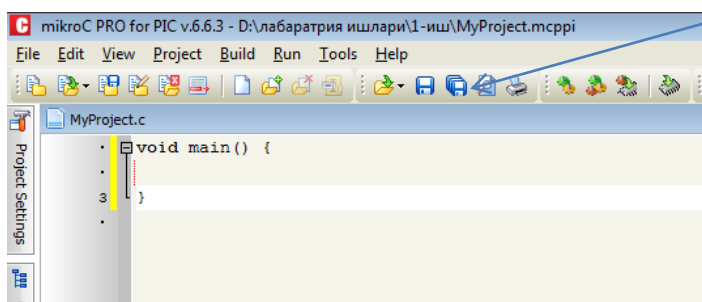 mikroC PRO for PIC v.6.6.3 - D:\лабаратрия ишлари\1-иш\MyProject.mcppi
File Edit View Project Build Run Tools Help
MyProject.c
void main() {
3 }
Project Settings